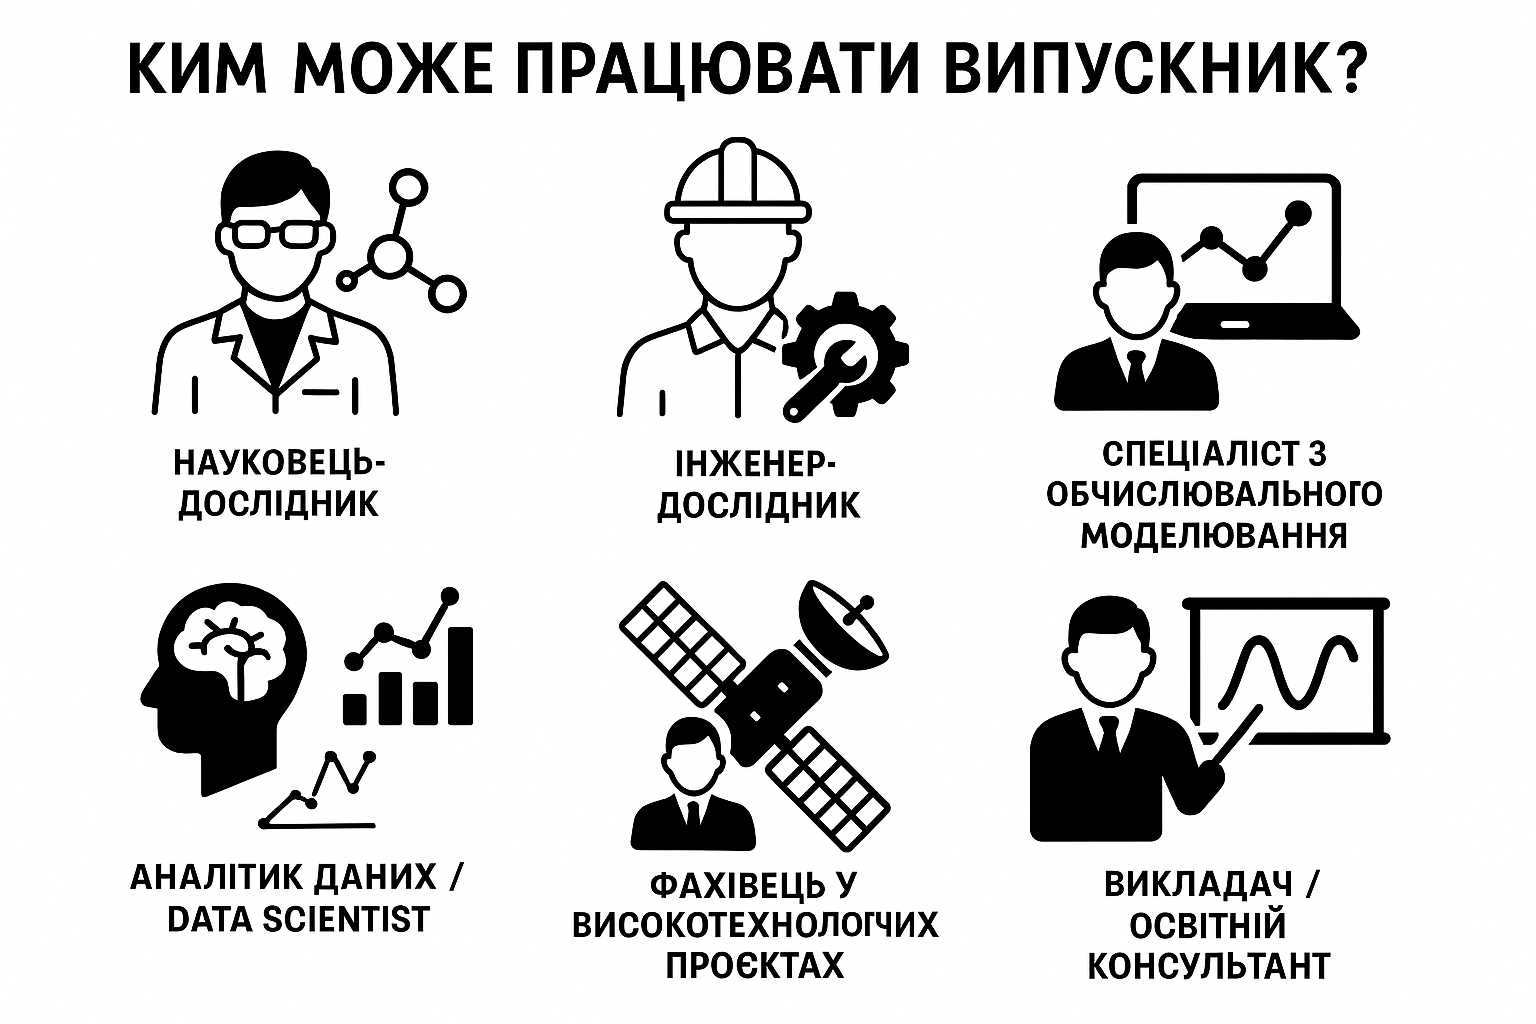 КИМ МОЖЕ ПРАЦЮВАТИ ВИПУСКНИК?
НАУКОВЕЦЬ-
ДОСЛІДНИК
ІНЖЕНЕР-
ДОСЛІДНИК
СПЕЦІАЛІСТ З
ОБЧИСЛЮВАЛЬНОГО
МОДЕЛЮВАННЯ
АНАЛІТИК ДАНИХ /
DATA SCIENTIST
ФАХІВЕЦЬ У
ВИСОКОТЕХНОЛОГЧИХ
ПРОЄКТАХ
ВИКЛАДАЧ /
ОСВІТНІЙ
КОНСУЛЬТАНТ